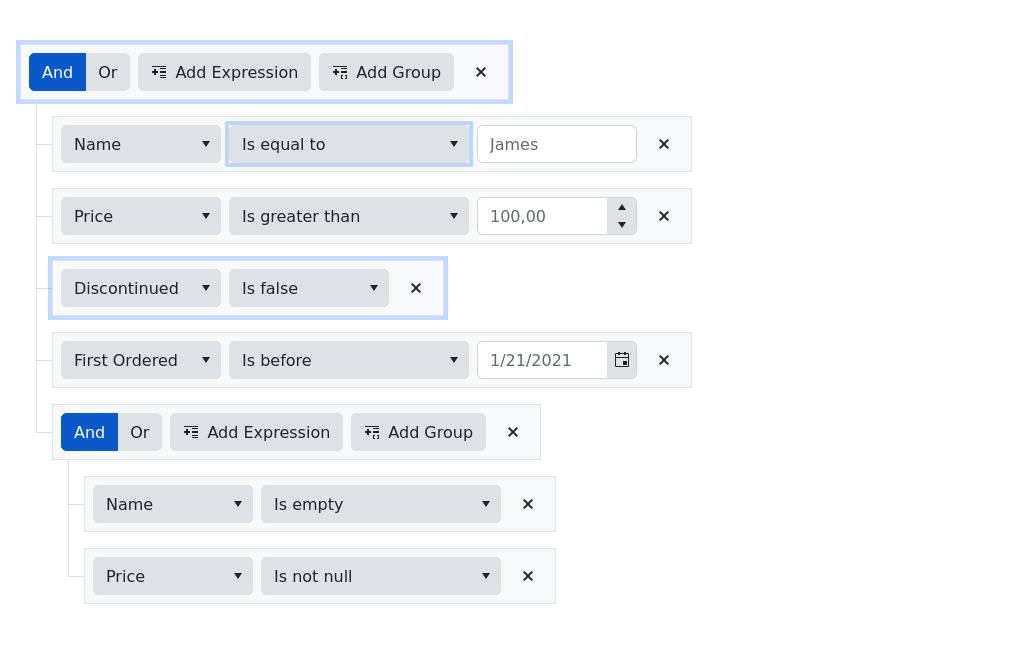 And Or Add Expression Add Group
Name Is equal to James
Price Is greater than 100,00
Discontinued Is false
First Ordered Is before 1/21/2021
And Or Add Expression Add Group
Name Is empty
Price Is not null